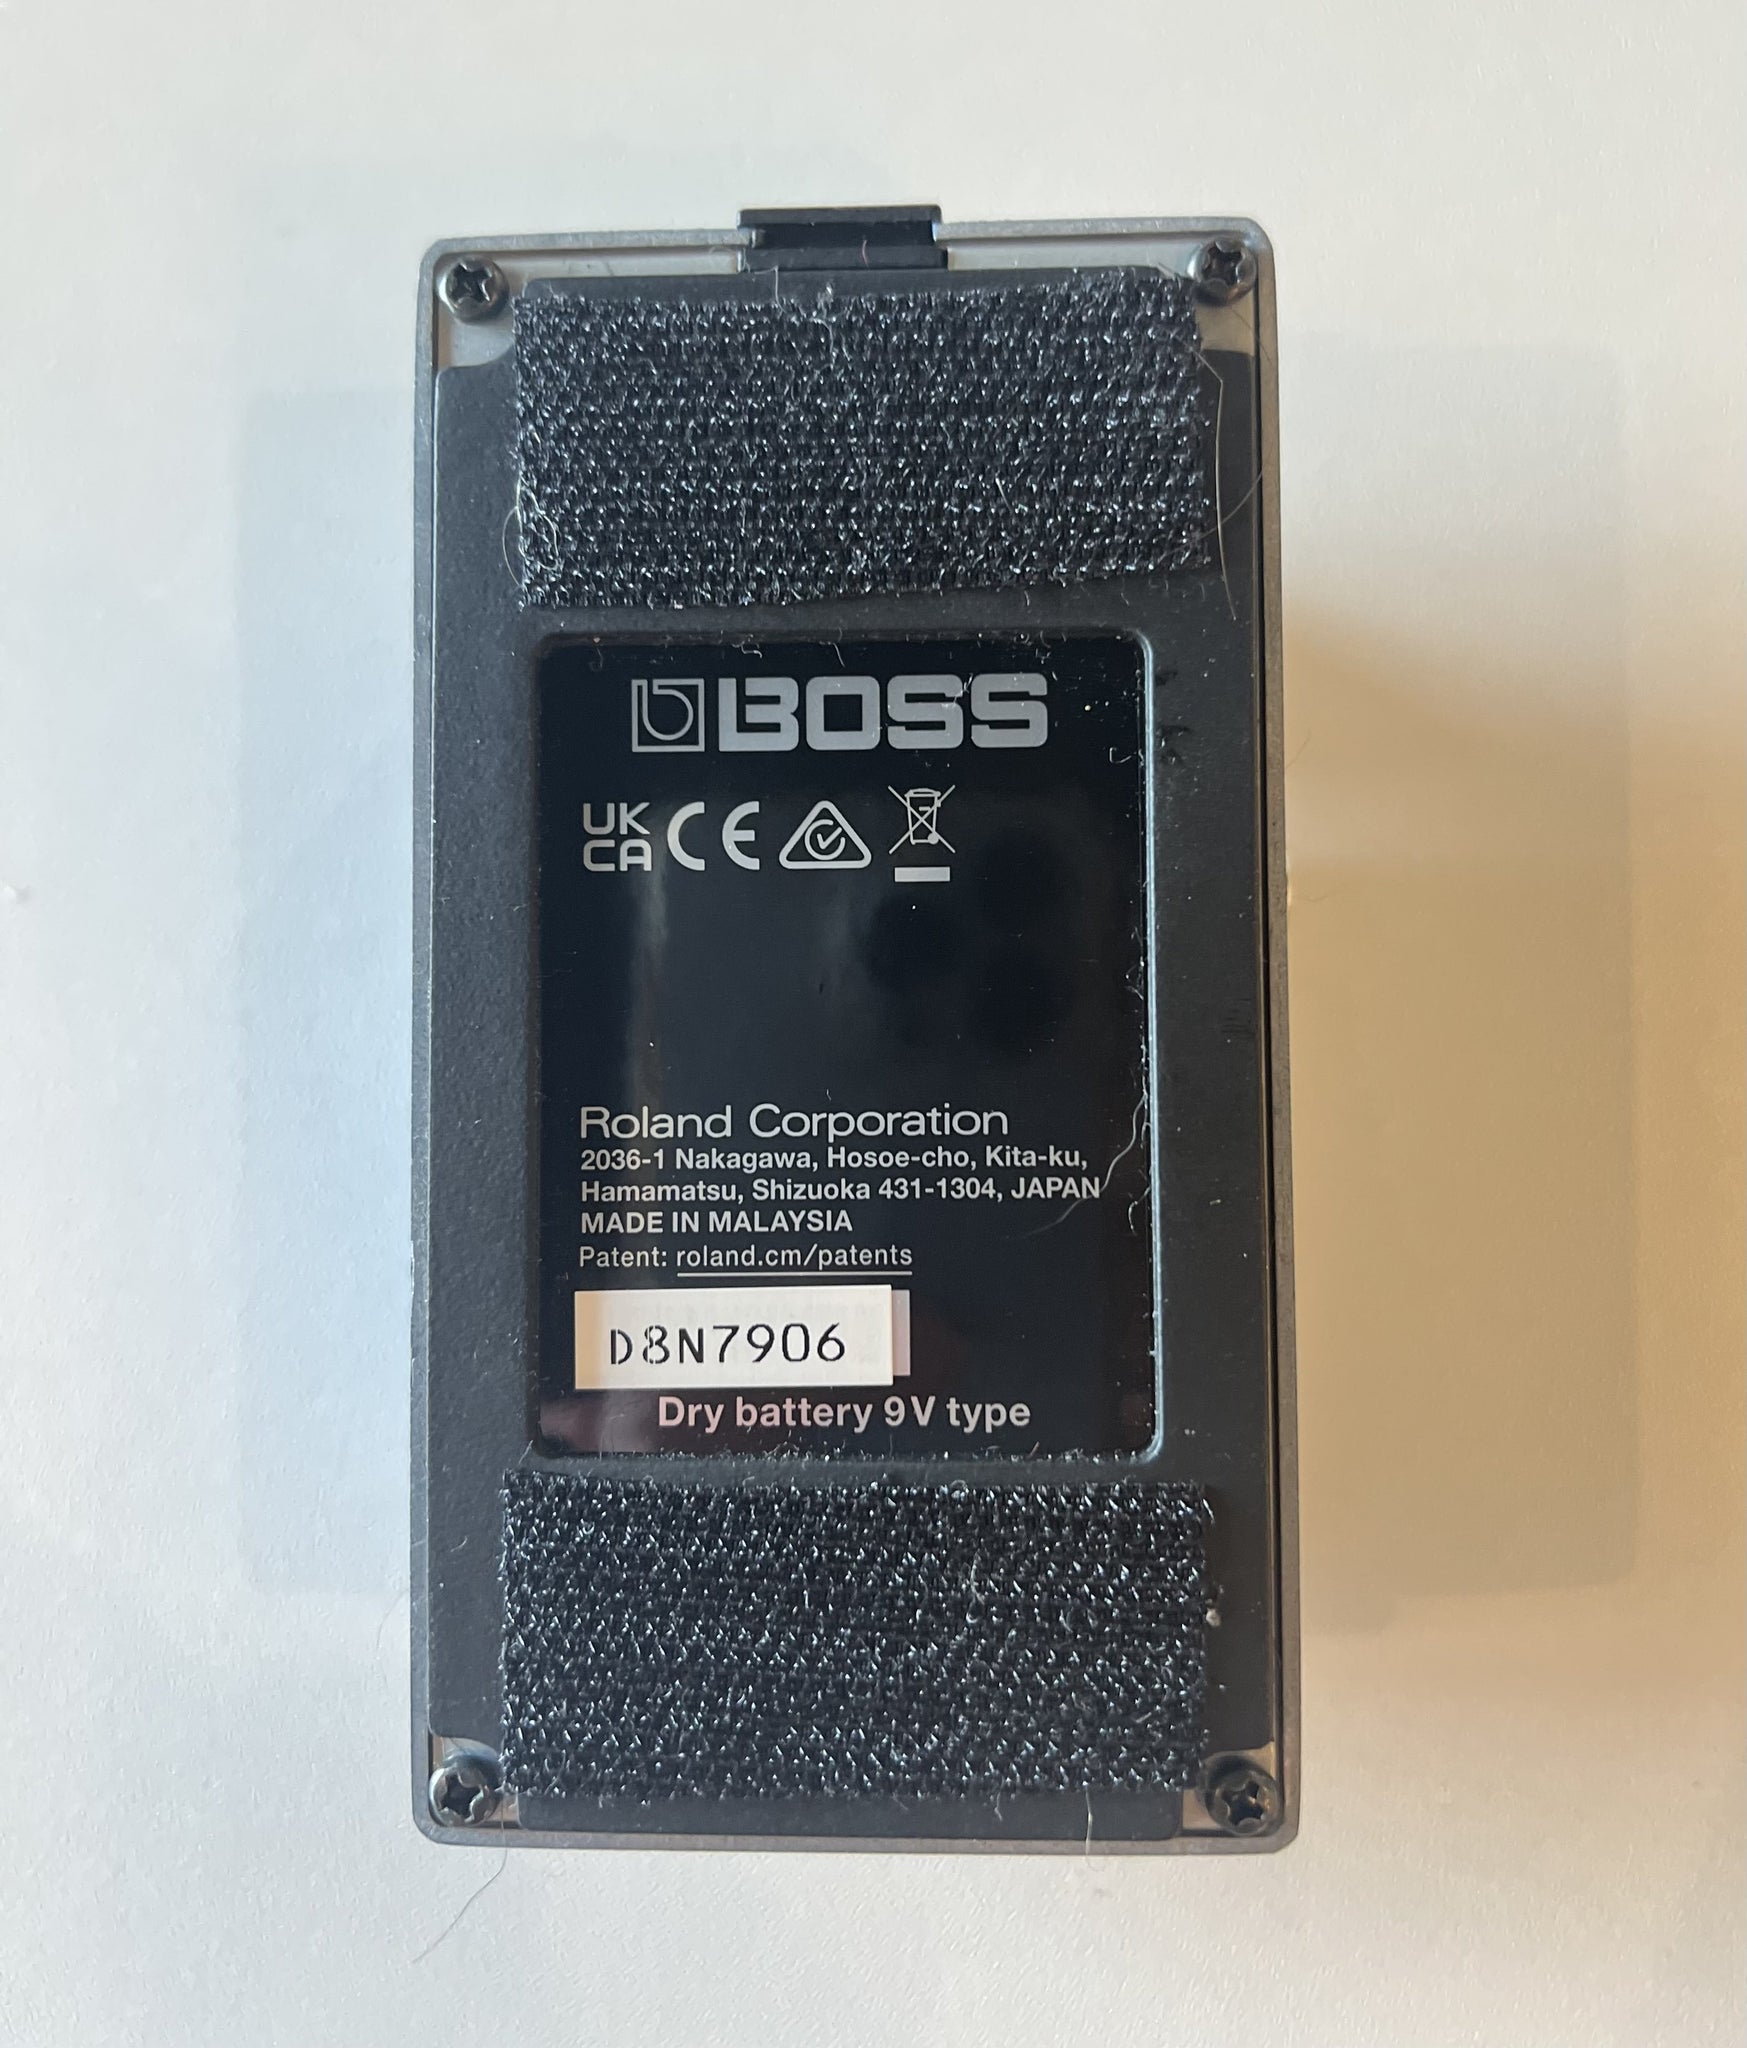 BOSS
UK
CA CE
Roland Corporation
2036-1 Nakagawa, Hosoe-cho, Kita-ku,
Hamamatsu, Shizuoka 431-1304, JAPAN
MADE IN MALAYSIA
Patent: roland.cm/patents
D8N7906
Dry battery 9V type